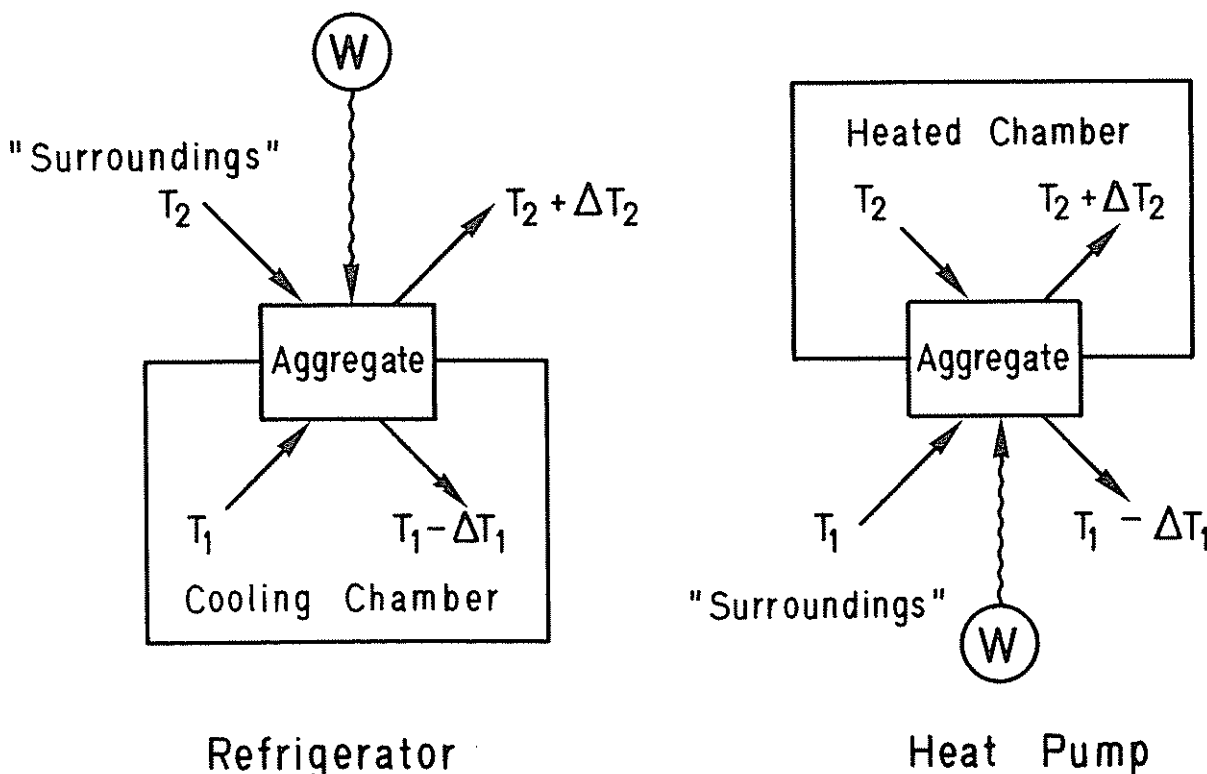 W
"Surroundings"
T₂
T₂ + ΔT₂
Aggregate
T₁
T₁ − ΔT₁
Cooling Chamber
Refrigerator
Heated Chamber
T₂
T₂ + ΔT₂
Aggregate
T₁
T₁ − ΔT₁
"Surroundings"
W
Heat Pump